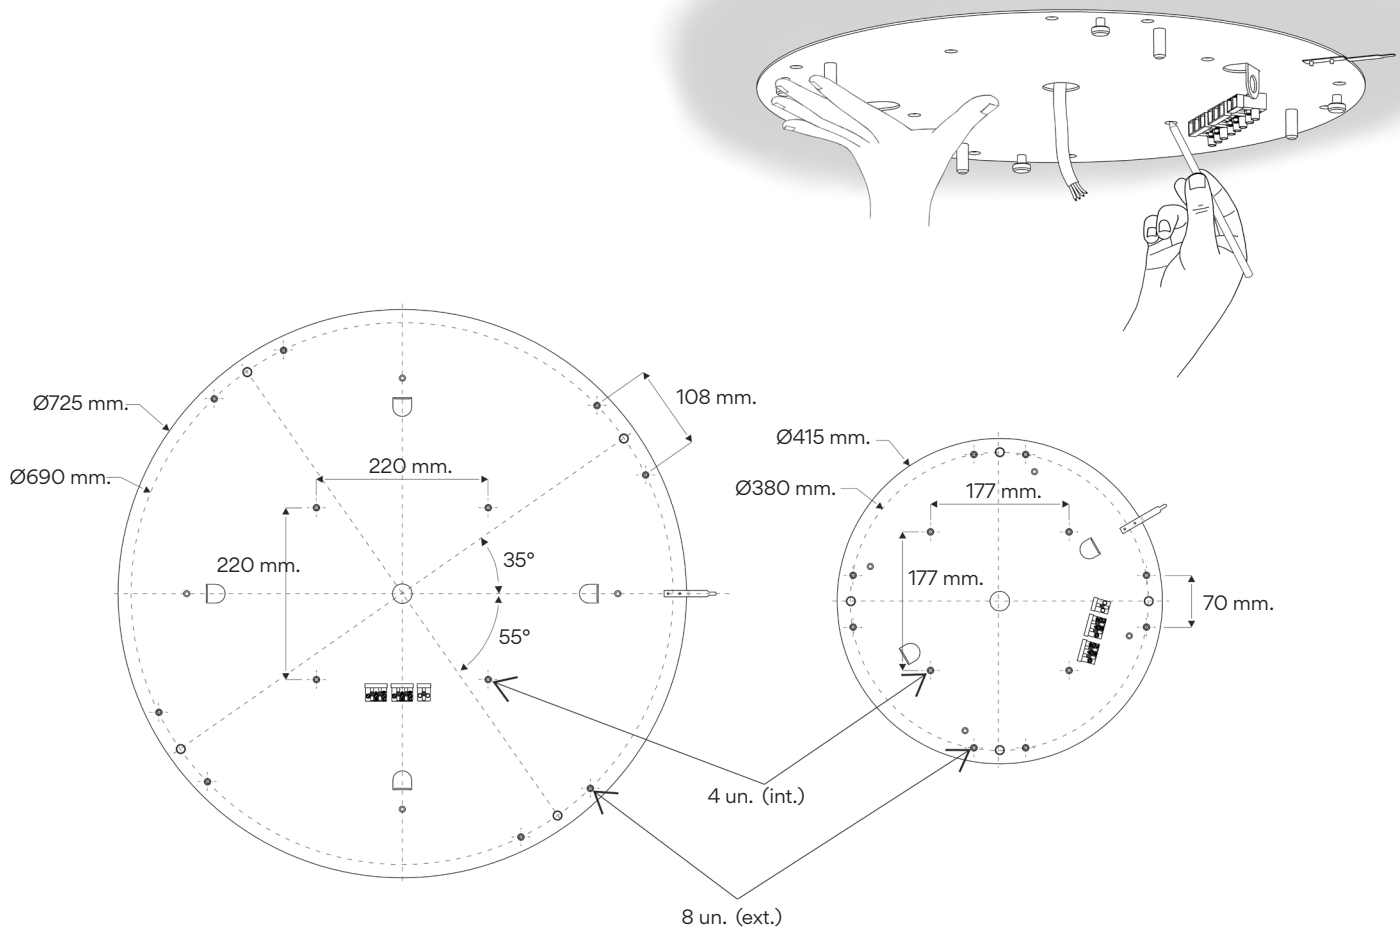 Ø725 mm.
108 mm.
Ø690 mm.
220 mm.
220 mm.
35°
55°
Ø415 mm.
Ø380 mm.
177 mm.
177 mm.
70 mm.
4 un. (int.)
8 un. (ext.)